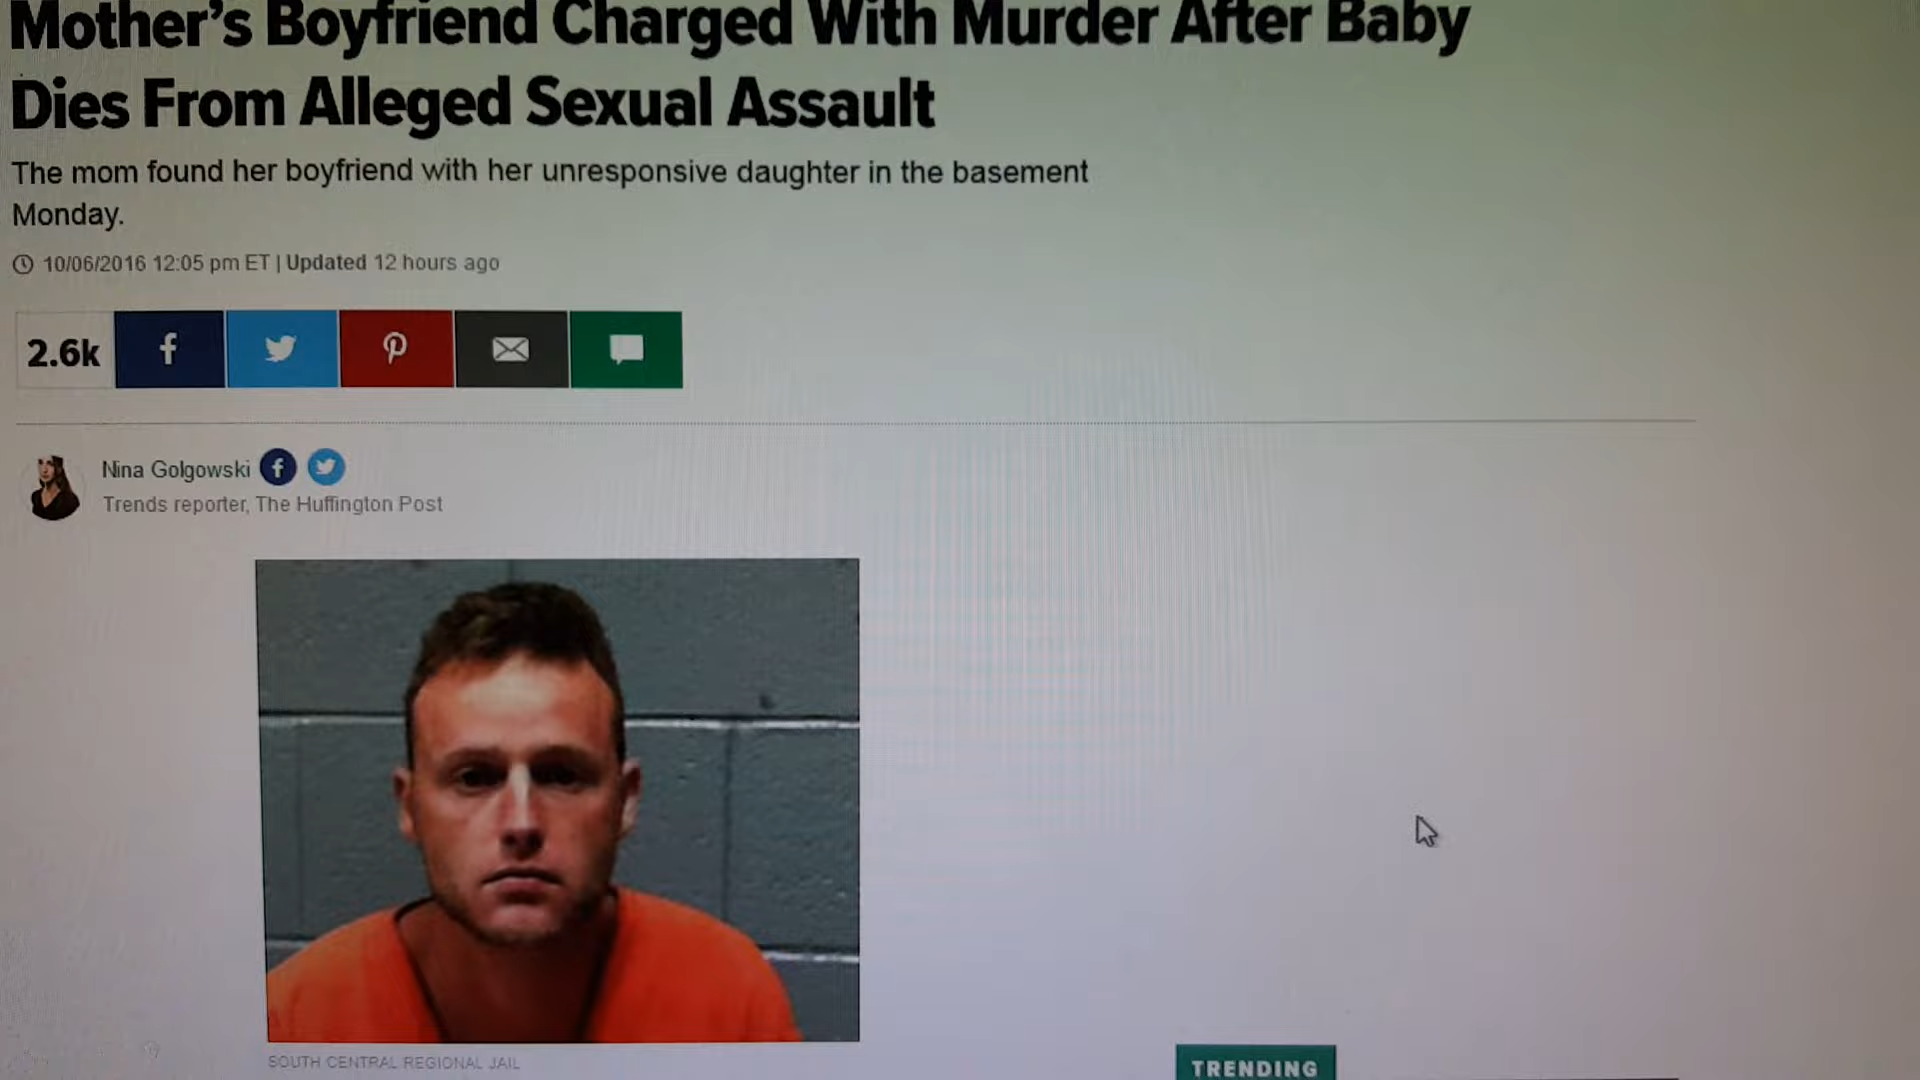 Mother's Boyfriend Charged With Murder After Baby
Dies From Alleged Sexual Assault
The mom found her boyfriend with her unresponsive daughter in the basement
Monday.
10/06/2016 12:05 pm ET | Updated 12 hours ago
2.6k
Nina Golgowski
Trends reporter, The Huffington Post
SOUTH CENTRAL REGIONAL JAIL
TRENDING